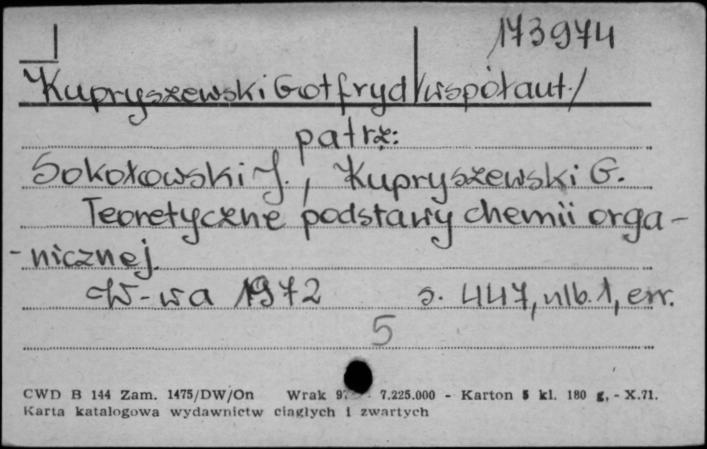 173974
Kupryszewski Gotfryd /współaut./
patrz:
Sokołowski J., Kupryszewski G.
Teoretyczne podstawy chemii orga-
-nicznej
W-wa 1972 s. 447, nlb. 1, err.
5
CWD B 144 Zam. 1475/DW/On Wrak 7.225.000 - Karton 5 kl. 180 g. - X.71.
Karta katalogowa wydawnictw ciągłych i zwartych